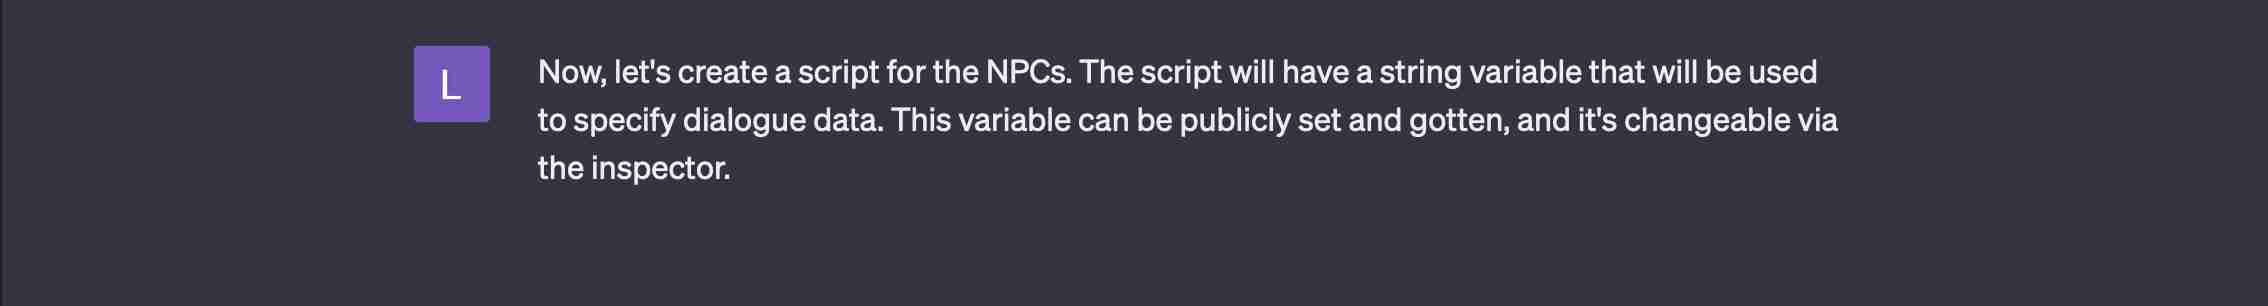 L
Now, let's create a script for the NPCs. The script will have a string variable that will be used
to specify dialogue data. This variable can be publicly set and gotten, and it's changeable via
the inspector.